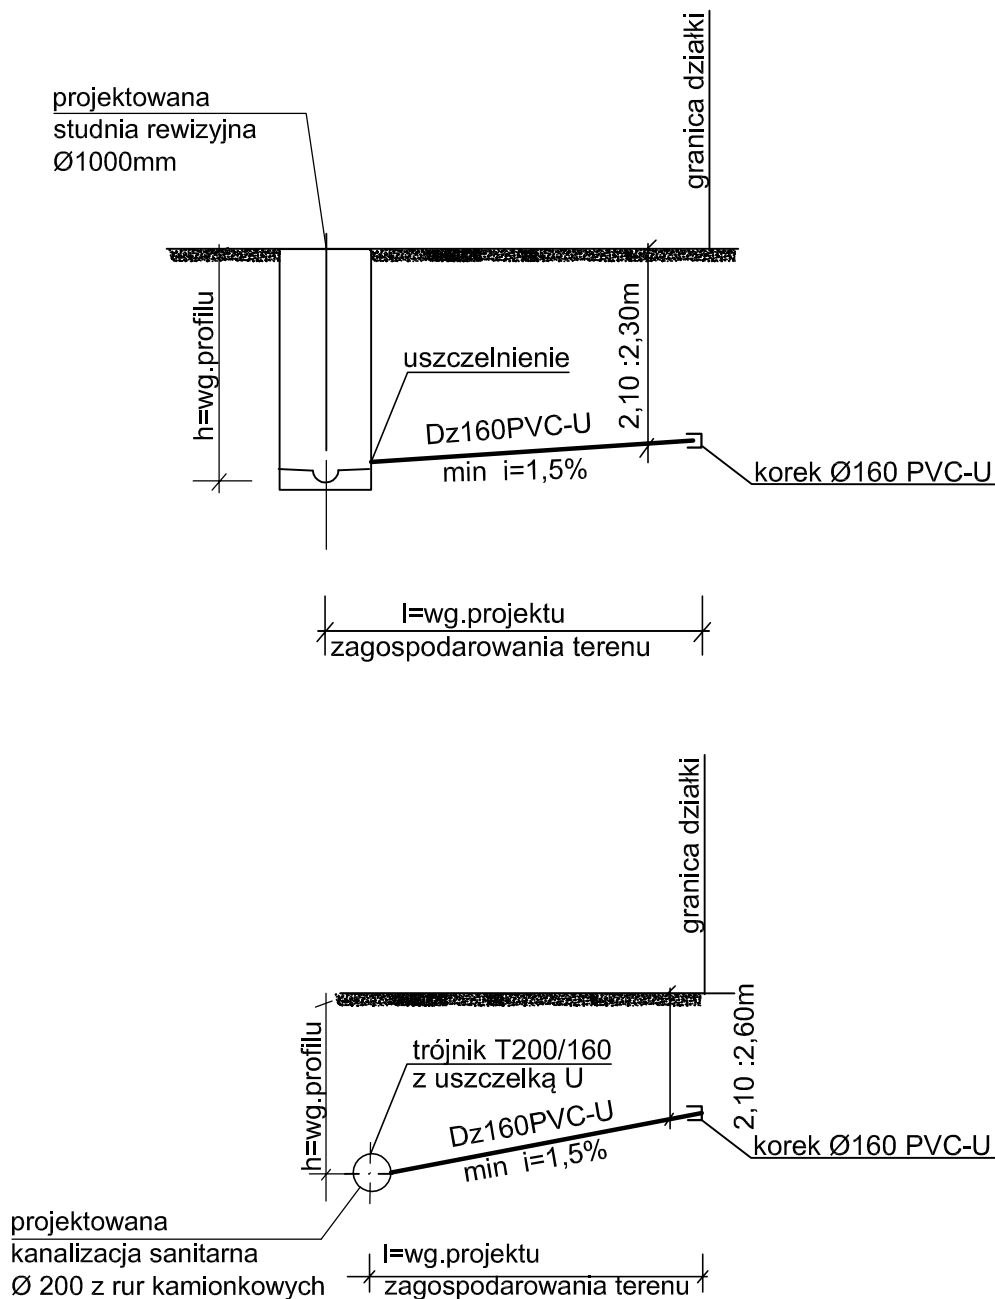 granica działki
projektowana
studnia rewizyjna
Ø1000mm
h=wg.profilu
2,10 :2,30m
uszczelnienie
Dz160PVC-U
min i=1,5%
korek Ø160 PVC-U
l=wg.projektu
zagospodarowania terenu
granica działki
h=wg.profilu
2,10 :2,60m
trójnik T200/160
z uszczelką U
Dz160PVC-U
min i=1,5%
korek Ø160 PVC-U
projektowana
kanalizacja sanitarna
Ø 200 z rur kamionkowych
l=wg.projektu
zagospodarowania terenu